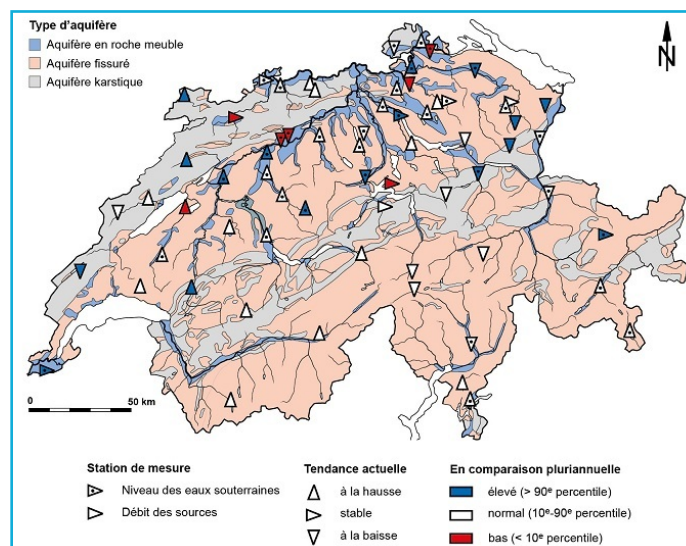 Type d'aquifère
Aquifère en roche meuble
Aquifère fissuré
Aquifère karstique
N
0 50 km
Station de mesure
Niveau des eaux souterraines
Débit des sources
Tendance actuelle
à la hausse
stable
à la baisse
En comparaison pluriannuelle
élevé (> 90e percentile)
normal (10e-90e percentile)
bas (< 10e percentile)